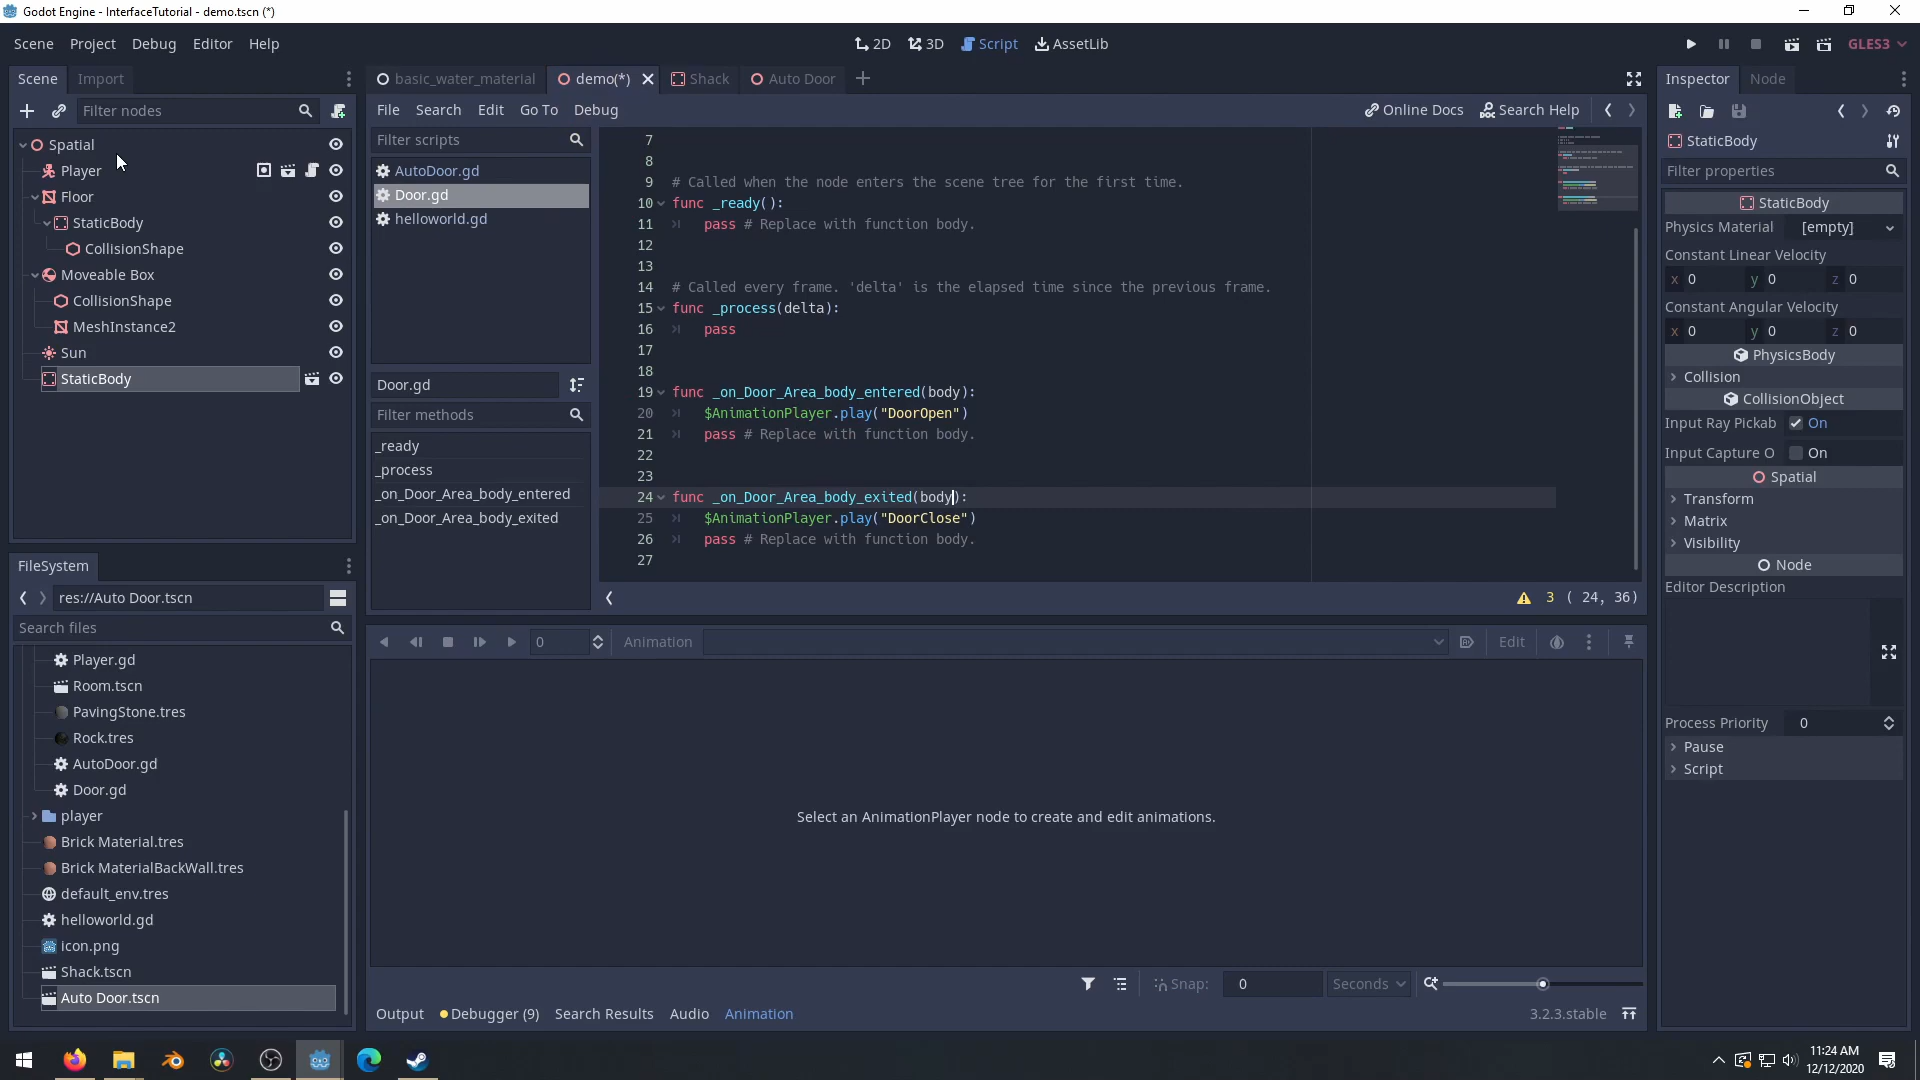 Godot Engine - InterfaceTutorial - demo.tscn (*)
Scene Project Debug Editor Help
2D 3D Script AssetLib
GLES3
Scene Import
Filter nodes
Spatial
Player
Floor
StaticBody
CollisionShape
Moveable Box
CollisionShape
MeshInstance2
Sun
StaticBody
FileSystem
res://Auto Door.tscn
Search files
Player.gd
Room.tscn
PavingStone.tres
Rock.tres
AutoDoor.gd
Door.gd
player
Brick Material.tres
Brick MaterialBackWall.tres
default_env.tres
helloworld.gd
icon.png
Shack.tscn
Auto Door.tscn
basic_water_material demo(*) Shack Auto Door
File Search Edit Go To Debug
Online Docs Search Help
Filter scripts
AutoDoor.gd
Door.gd
helloworld.gd
Door.gd
Filter methods
_ready
_process
_on_Door_Area_body_entered
_on_Door_Area_body_exited
7
8
9 # Called when the node enters the scene tree for the first time.
10 func _ready():
11 pass # Replace with function body.
12
13
14 # Called every frame. 'delta' is the elapsed time since the previous frame.
15 func _process(delta):
16 pass
17
18
19 func _on_Door_Area_body_entered(body):
20 $AnimationPlayer.play("DoorOpen")
21 pass # Replace with function body.
22
23
24 func _on_Door_Area_body_exited(body):
25 $AnimationPlayer.play("DoorClose")
26 pass # Replace with function body.
27
3 ( 24, 36)
0 Animation Edit
Select an AnimationPlayer node to create and edit animations.
Snap: 0 Seconds
Output Debugger (9) Search Results Audio Animation
3.2.3.stable
Inspector Node
StaticBody
Filter properties
StaticBody
Physics Material [empty]
Constant Linear Velocity
x 0 y 0 z 0
Constant Angular Velocity
x 0 y 0 z 0
PhysicsBody
Collision
CollisionObject
Input Ray Pickab On
Input Capture O On
Spatial
Transform
Matrix
Visibility
Node
Editor Description
Process Priority 0
Pause
Script
11:24 AM
12/12/2020